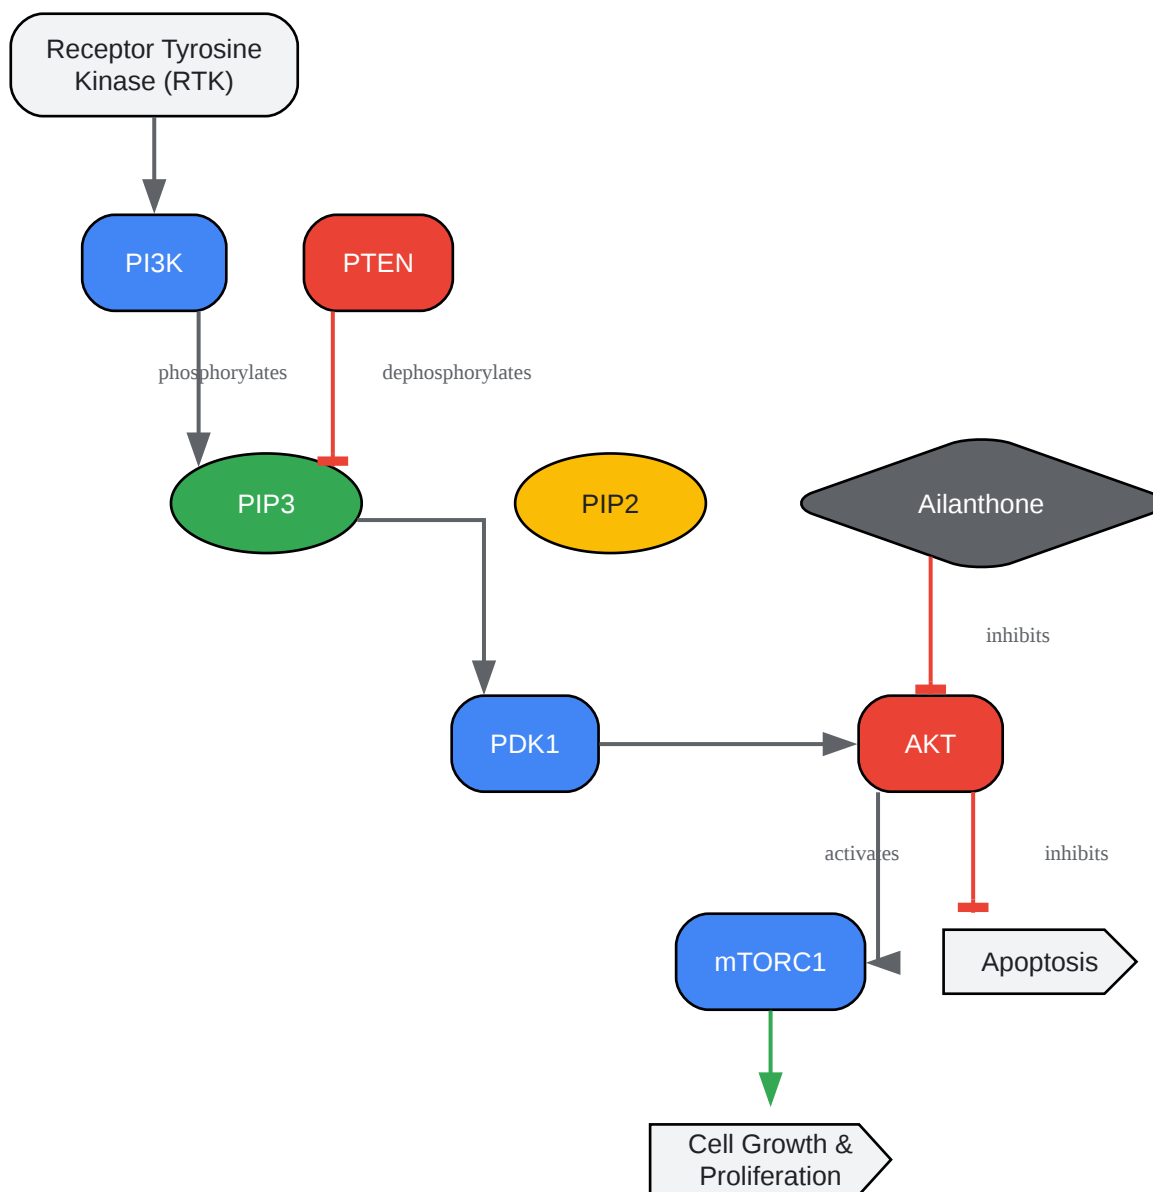 Receptor Tyrosine
Kinase (RTK)
PI3K
PTEN
phosphorylates
dephosphorylates
PIP3
PIP2
Ailanthone
inhibits
PDK1
AKT
activates
inhibits
mTORC1
Apoptosis
Cell Growth &
Proliferation